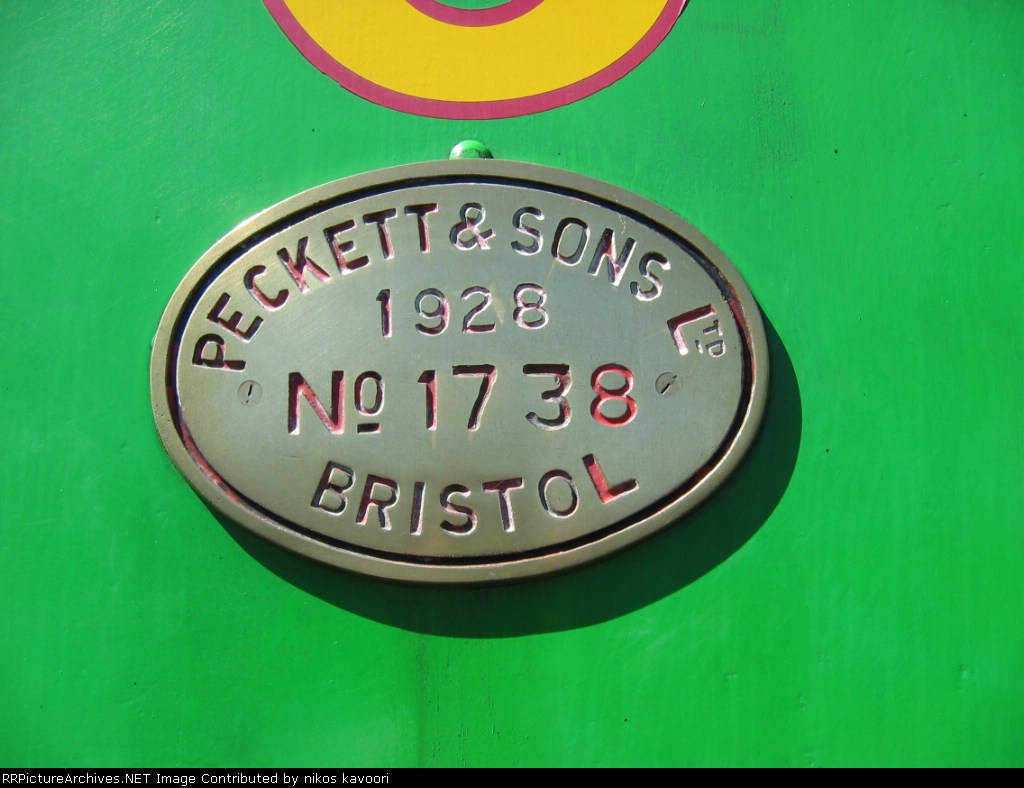 PECKETT & SONS LTD
1928
No 1738
BRISTOL
RRPictureArchives.NET Image Contributed by nikos kavoori